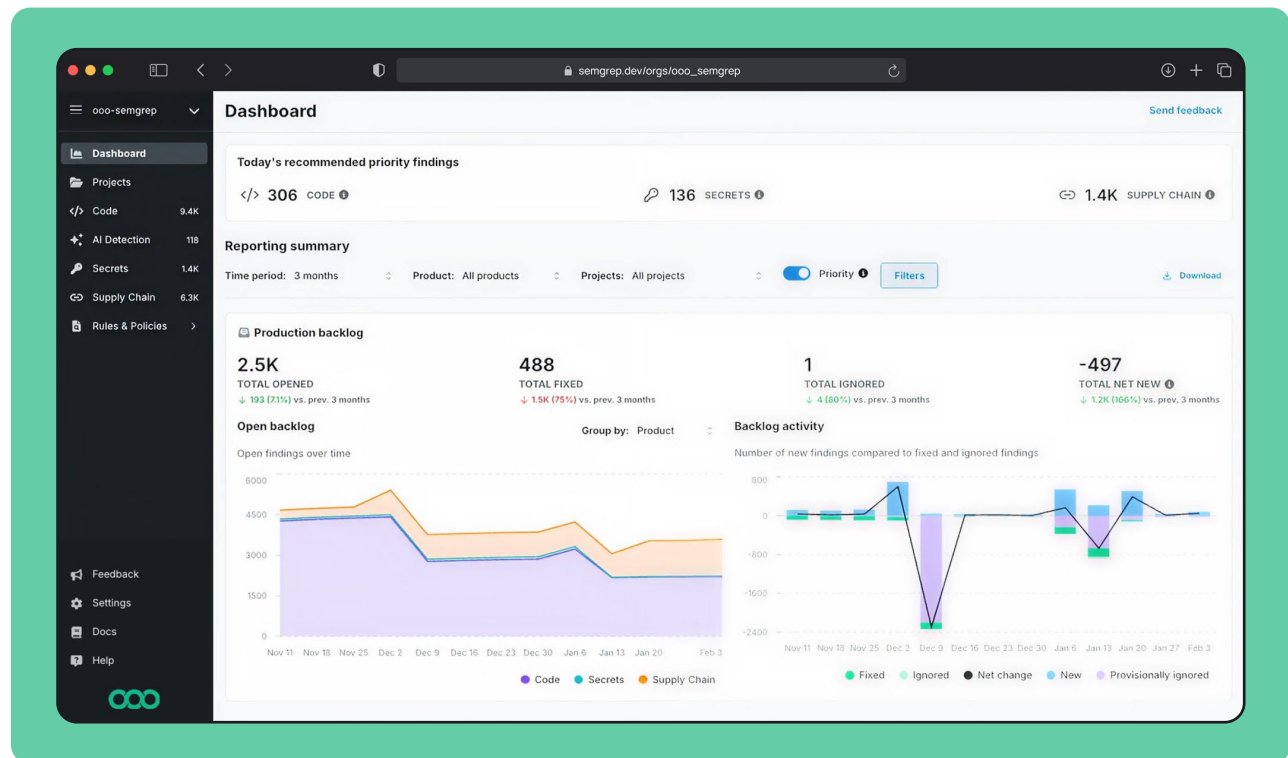 semgrep.dev/orgs/ooo_semgrep
ooo-semgrep
Dashboard
Projects
Code 9.4K
AI Detection 118
Secrets 1.4K
Supply Chain 6.3K
Rules & Policies
Feedback
Settings
Docs
Help
Dashboard
Send feedback
Today's recommended priority findings
</> 306 CODE
136 SECRETS
1.4K SUPPLY CHAIN
Reporting summary
Time period: 3 months
Product: All products
Projects: All projects
Priority
Filters
Download
Production backlog
2.5K
TOTAL OPENED
↓ 193 (7.1%) vs. prev. 3 months
488
TOTAL FIXED
↓ 1.5K (75%) vs. prev. 3 months
1
TOTAL IGNORED
↓ 4 (80%) vs. prev. 3 months
-497
TOTAL NET NEW
↓ 1.2K (166%) vs. prev. 3 months
Open backlog
Group by: Product
Open findings over time
6000
4500
3000
1500
0
Nov 11 Nov 18 Nov 25 Dec 2 Dec 9 Dec 16 Dec 23 Dec 30 Jan 6 Jan 13 Jan 20 Feb 3
Code Secrets Supply Chain
Backlog activity
Number of new findings compared to fixed and ignored findings
800
0
-800
-1600
-2400
Nov 11 Nov 18 Nov 25 Dec 2 Dec 9 Dec 16 Dec 23 Dec 30 Jan 6 Jan 13 Jan 20 Jan 27 Feb 3
Fixed Ignored Net change New Provisionally ignored